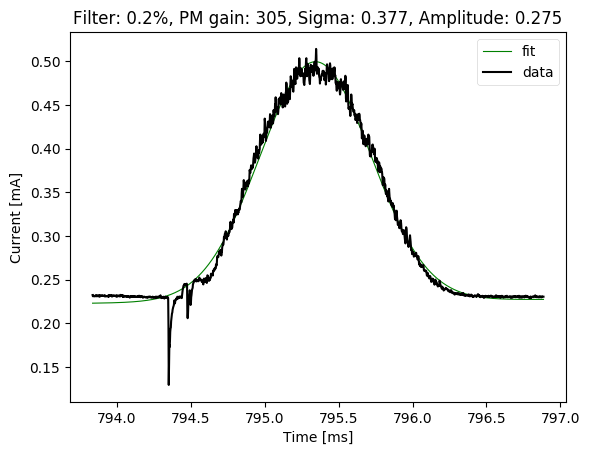 Filter: 0.2%, PM gain: 305, Sigma: 0.377, Amplitude: 0.275
fit
data
0.50
0.45
0.40
0.35
0.30
0.25
0.20
0.15
Current [mA]
794.0 794.5 795.0 795.5 796.0 796.5 797.0
Time [ms]